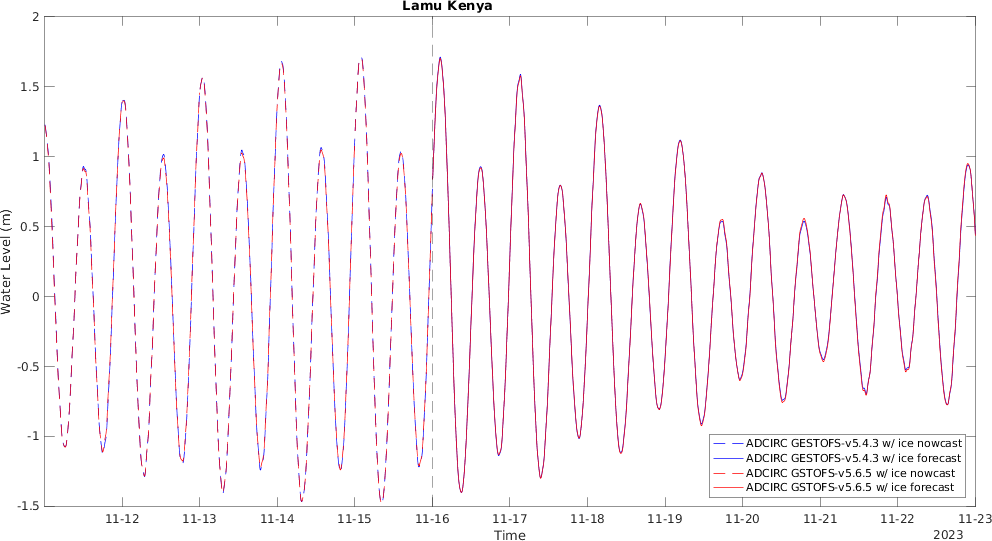 Lamu Kenya
2
1.5
1
0.5
0
-0.5
-1
-1.5
Water Level (m)
11-12 11-13 11-14 11-15 11-16 11-17 11-18 11-19 11-20 11-21 11-22 11-23
Time
2023
ADCIRC GESTOFS-v5.4.3 w/ ice nowcast
ADCIRC GESTOFS-v5.4.3 w/ ice forecast
ADCIRC GSTOFS-v5.6.5 w/ ice nowcast
ADCIRC GSTOFS-v5.6.5 w/ ice forecast